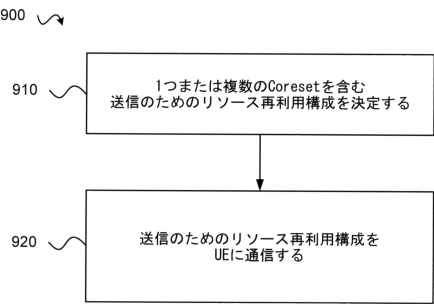 900
910
1つまたは複数のCoresetを含む
送信のためのリソース再利用構成を決定する
920
送信のためのリソース再利用構成を
UEに通信する